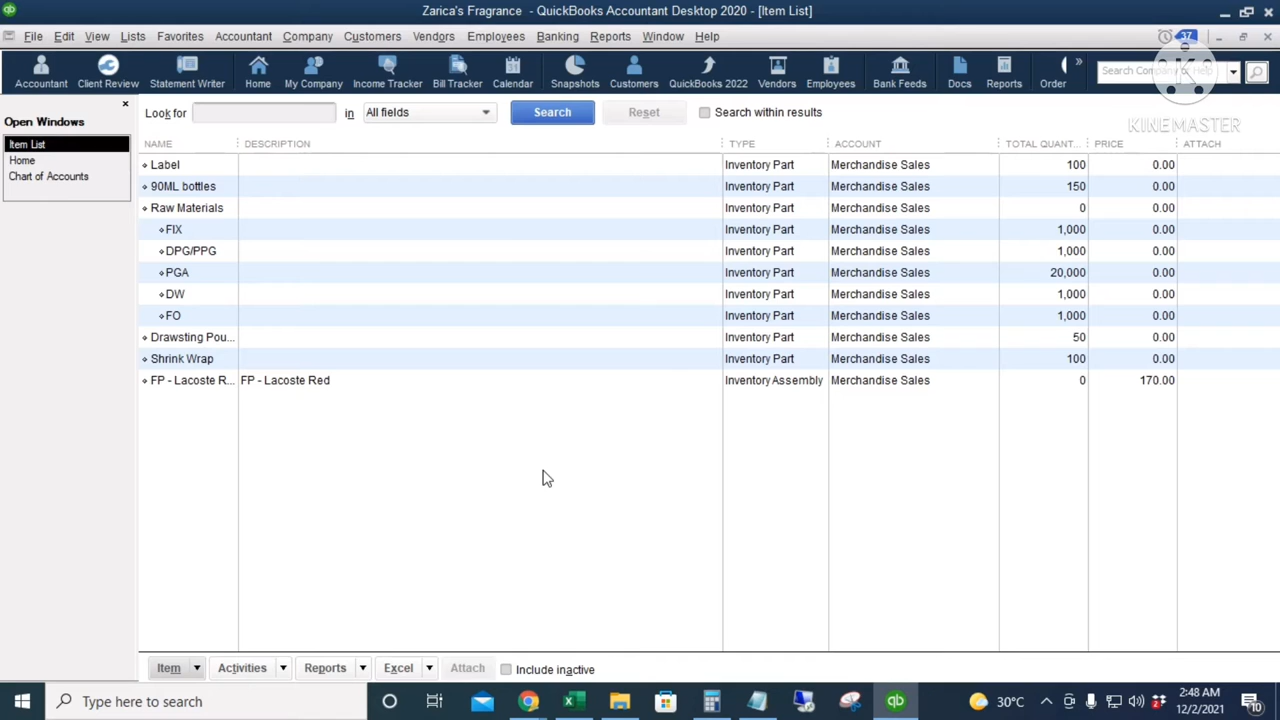 Zarica's Fragrance - QuickBooks Accountant Desktop 2020 - [Item List]
File Edit View Lists Favorites Accountant Company Customers Vendors Employees Banking Reports Window Help 37
Accountant Client Review Statement Writer Home My Company Income Tracker Bill Tracker Calendar Snapshots Customers QuickBooks 2022 Vendors Employees Bank Feeds Docs Reports Order » Search Company Help
K
KINEMASTER
Open Windows
Item List
Home
Chart of Accounts
Look for in All fields Search Reset Search within results
NAME DESCRIPTION TYPE ACCOUNT TOTAL QUANT... PRICE ATTACH
Label Inventory Part Merchandise Sales 100 0.00
90ML bottles Inventory Part Merchandise Sales 150 0.00
Raw Materials Inventory Part Merchandise Sales 0 0.00
FIX Inventory Part Merchandise Sales 1,000 0.00
DPG/PPG Inventory Part Merchandise Sales 1,000 0.00
PGA Inventory Part Merchandise Sales 20,000 0.00
DW Inventory Part Merchandise Sales 1,000 0.00
FO Inventory Part Merchandise Sales 1,000 0.00
Drawsting Pou... Inventory Part Merchandise Sales 50 0.00
Shrink Wrap Inventory Part Merchandise Sales 100 0.00
FP - Lacoste R... FP - Lacoste Red Inventory Assembly Merchandise Sales 0 170.00
Item Activities Reports Excel Attach Include inactive
Type here to search 30°C 2:48 AM
12/2/2021 10